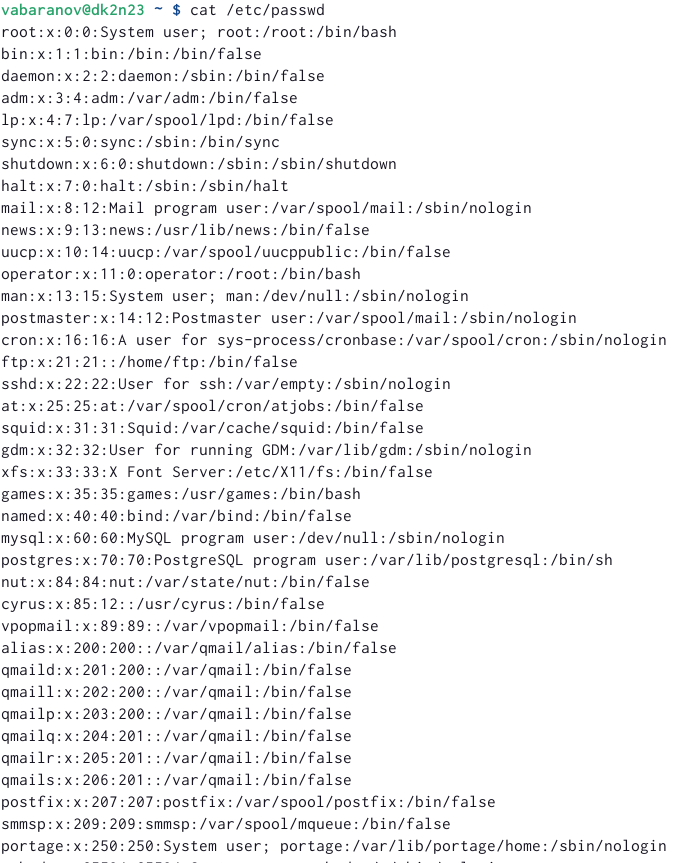 vabaranov@dk2n23 ~ $ cat /etc/passwd
root:x:0:0:System user; root:/root:/bin/bash
bin:x:1:1:bin:/bin:/bin/false
daemon:x:2:2:daemon:/sbin:/bin/false
adm:x:3:4:adm:/var/adm:/bin/false
lp:x:4:7:lp:/var/spool/lpd:/bin/false
sync:x:5:0:sync:/sbin:/bin/sync
shutdown:x:6:0:shutdown:/sbin:/sbin/shutdown
halt:x:7:0:halt:/sbin:/sbin/halt
mail:x:8:12:Mail program user:/var/spool/mail:/sbin/nologin
news:x:9:13:news:/usr/lib/news:/bin/false
uucp:x:10:14:uucp:/var/spool/uucppublic:/bin/false
operator:x:11:0:operator:/root:/bin/bash
man:x:13:15:System user; man:/dev/null:/sbin/nologin
postmaster:x:14:12:Postmaster user:/var/spool/mail:/sbin/nologin
cron:x:16:16:A user for sys-process/cronbase:/var/spool/cron:/sbin/nologin
ftp:x:21:21::/home/ftp:/bin/false
sshd:x:22:22:User for ssh:/var/empty:/sbin/nologin
at:x:25:25:at:/var/spool/cron/atjobs:/bin/false
squid:x:31:31:Squid:/var/cache/squid:/bin/false
gdm:x:32:32:User for running GDM:/var/lib/gdm:/sbin/nologin
xfs:x:33:33:X Font Server:/etc/X11/fs:/bin/false
games:x:35:35:games:/usr/games:/bin/bash
named:x:40:40:bind:/var/bind:/bin/false
mysql:x:60:60:MySQL program user:/dev/null:/sbin/nologin
postgres:x:70:70:PostgreSQL program user:/var/lib/postgresql:/bin/sh
nut:x:84:84:nut:/var/state/nut:/bin/false
cyrus:x:85:12::/usr/cyrus:/bin/false
vpopmail:x:89:89::/var/vpopmail:/bin/false
alias:x:200:200::/var/qmail/alias:/bin/false
qmaild:x:201:200::/var/qmail:/bin/false
qmaill:x:202:200::/var/qmail:/bin/false
qmailp:x:203:200::/var/qmail:/bin/false
qmailq:x:204:201::/var/qmail:/bin/false
qmailr:x:205:201::/var/qmail:/bin/false
qmails:x:206:201::/var/qmail:/bin/false
postfix:x:207:207:postfix:/var/spool/postfix:/bin/false
smmsp:x:209:209:smmsp:/var/spool/mqueue:/bin/false
portage:x:250:250:System user; portage:/var/lib/portage/home:/sbin/nologin